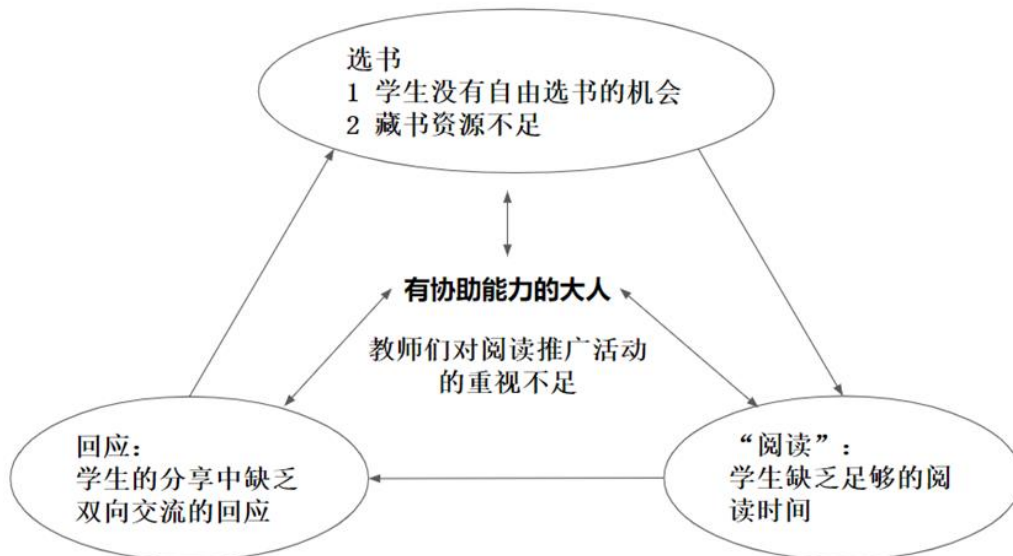 选书
1 学生没有自由选书的机会
2 藏书资源不足
有协助能力的大人
教师们对阅读推广活动
的重视不足
回应：
学生的分享中缺乏
双向交流的回应
“阅读”：
学生缺乏足够的阅
读时间